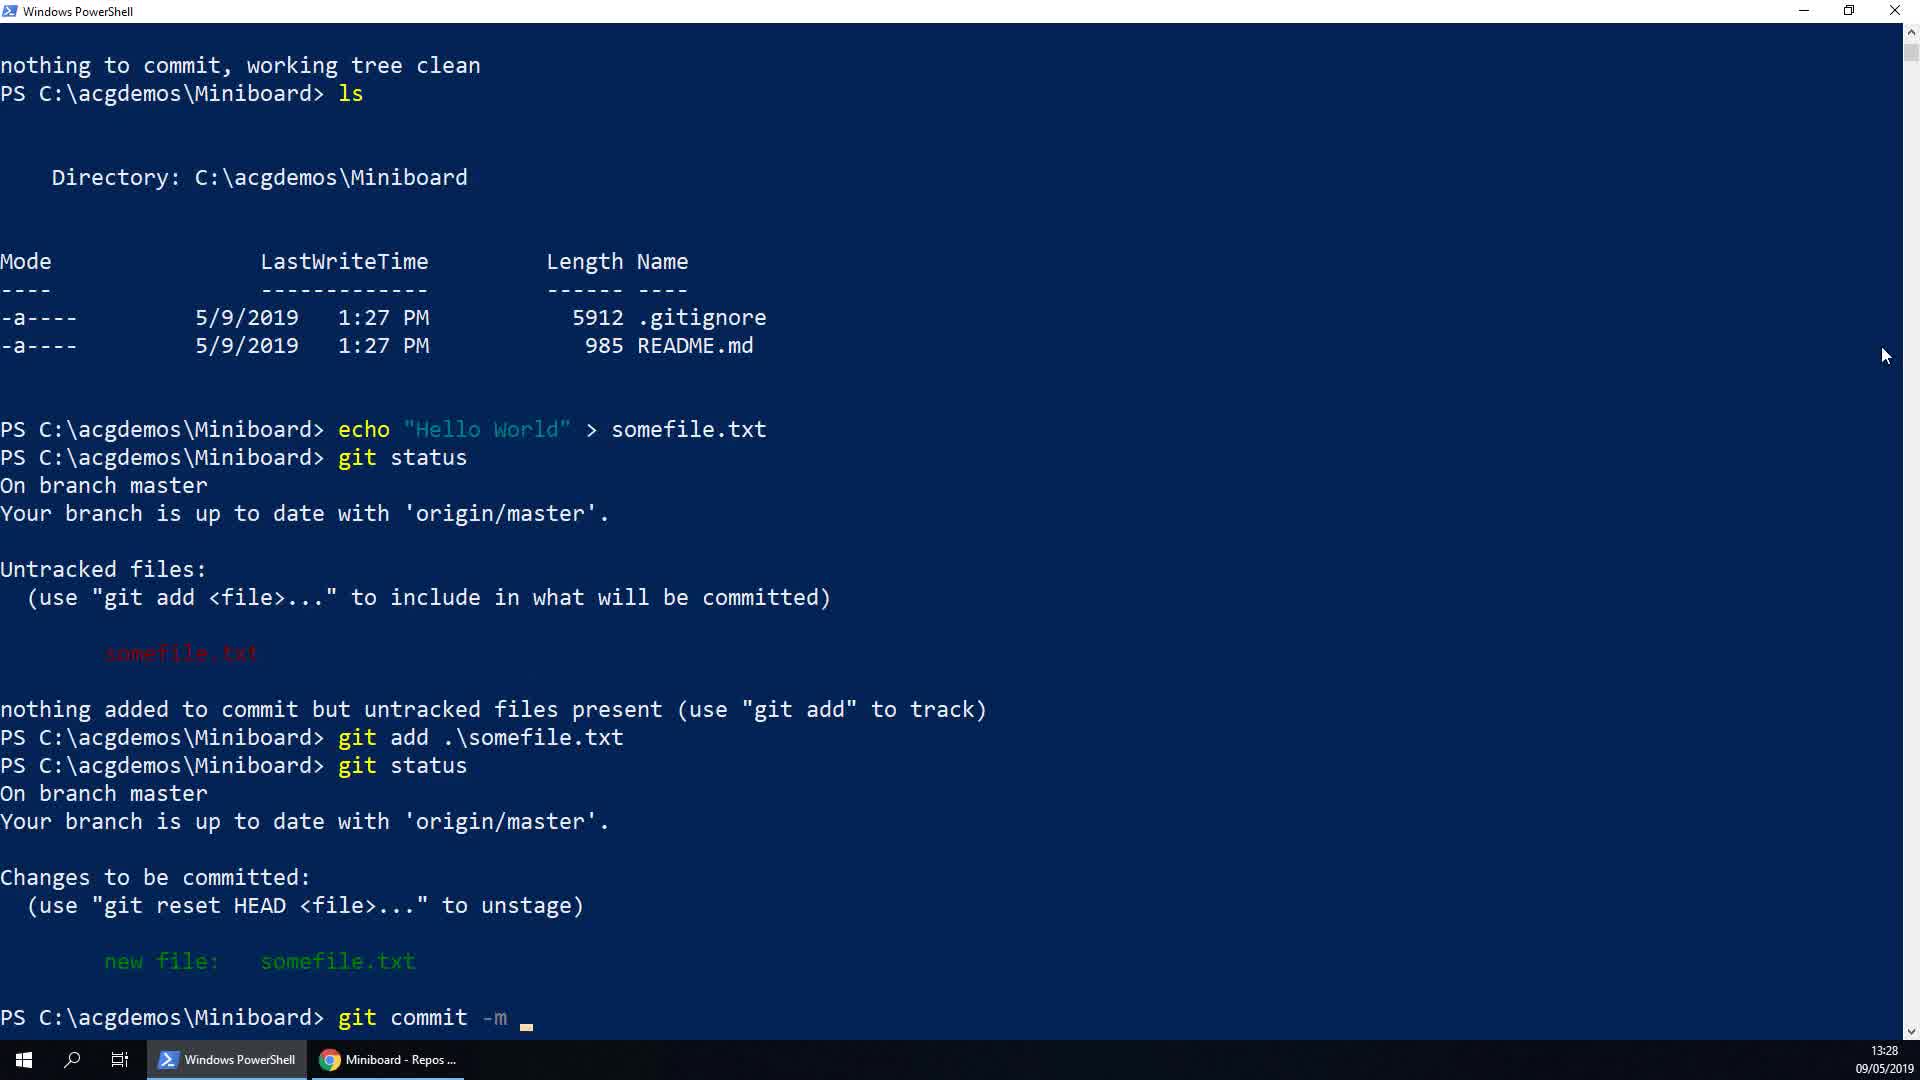 Windows PowerShell
nothing to commit, working tree clean
PS C:\acgdemos\Miniboard> ls
Directory: C:\acgdemos\Miniboard
Mode LastWriteTime Length Name
---- ------------- ------ ----
-a---- 5/9/2019 1:27 PM 5912 .gitignore
-a---- 5/9/2019 1:27 PM 985 README.md
PS C:\acgdemos\Miniboard> echo "Hello World" > somefile.txt
PS C:\acgdemos\Miniboard> git status
On branch master
Your branch is up to date with 'origin/master'.
Untracked files:
(use "git add <file>..." to include in what will be committed)
somefile.txt
nothing added to commit but untracked files present (use "git add" to track)
PS C:\acgdemos\Miniboard> git add .\somefile.txt
PS C:\acgdemos\Miniboard> git status
On branch master
Your branch is up to date with 'origin/master'.
Changes to be committed:
(use "git reset HEAD <file>..." to unstage)
new file: somefile.txt
PS C:\acgdemos\Miniboard> git commit -m
Windows PowerShell
Miniboard - Repos ...
13:28
09/05/2019